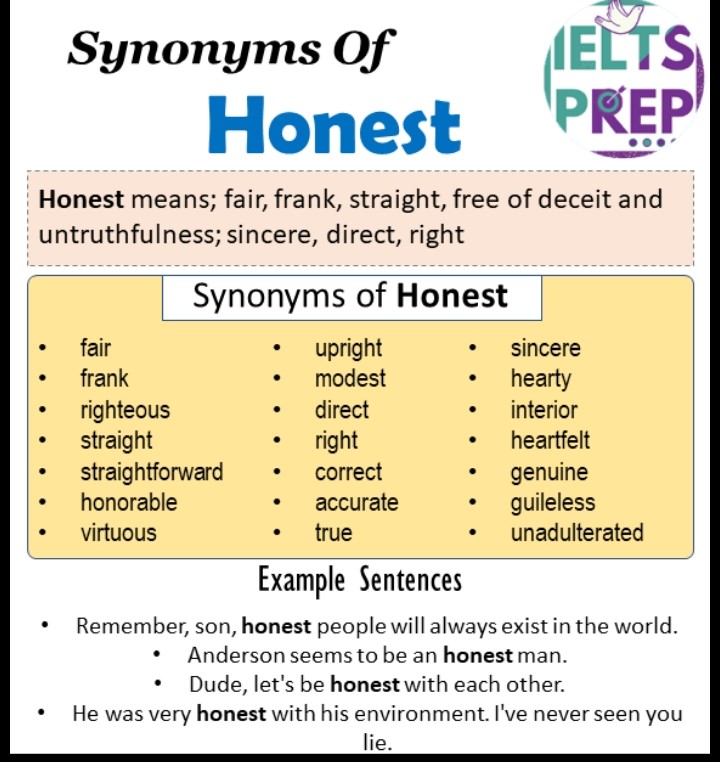 Synonyms Of
Honest
IELTS
PREP
Honest means; fair, frank, straight, free of deceit and
untruthfulness; sincere, direct, right
Synonyms of Honest
• fair
• frank
• righteous
• straight
• straightforward
• honorable
• virtuous
• upright
• modest
• direct
• right
• correct
• accurate
• true
• sincere
• hearty
• interior
• heartfelt
• genuine
• guileless
• unadulterated
Example Sentences
• Remember, son, honest people will always exist in the world.
• Anderson seems to be an honest man.
• Dude, let's be honest with each other.
• He was very honest with his environment. I've never seen you
lie.